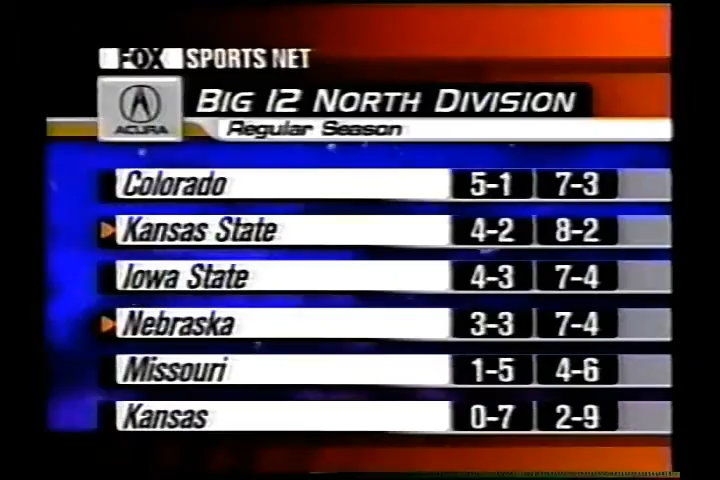 FOX SPORTS NET
BIG 12 NORTH DIVISION
ACURA
Regular Season
Colorado 5-1 7-3
Kansas State 4-2 8-2
Iowa State 4-3 7-4
Nebraska 3-3 7-4
Missouri 1-5 4-6
Kansas 0-7 2-9